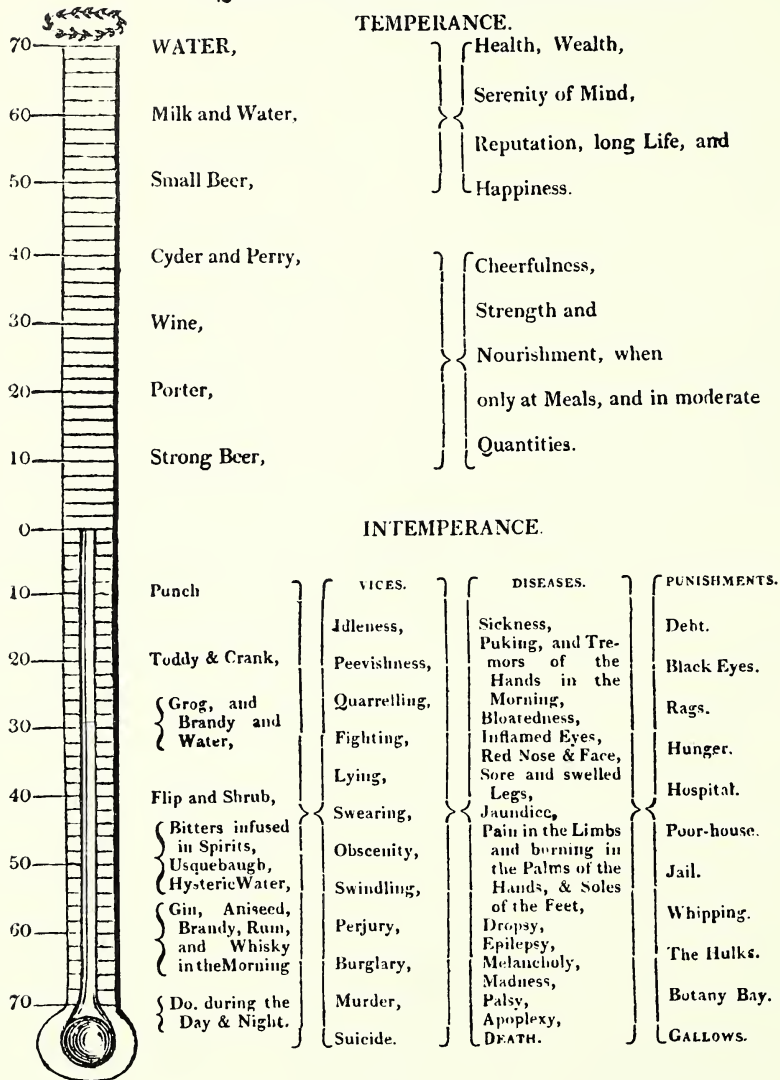 TEMPERANCE.
70 WATER,
60 Milk and Water,
50 Small Beer,
Health, Wealth,
Serenity of Mind,
Reputation, long Life, and
Happiness.
40 Cyder and Perry,
30 Wine,
20 Porter,
10 Strong Beer,
Cheerfulness,
Strength and
Nourishment, when
only at Meals, and in moderate
Quantities.
0
INTEMPERANCE.
10 Punch
20 Toddy & Crank,
Grog, and
Brandy and
30 Water,
40 Flip and Shrub,
Bitters infused
in Spirits,
50 Usquebaugh,
Hysteric Water,
Gin, Aniseed,
Brandy, Rum,
60 and Whisky
in the Morning
70 Do. during the
Day & Night.
VICES.
Idleness,
Peevishness,
Quarrelling,
Fighting,
Lying,
Swearing,
Obscenity,
Swindling,
Perjury,
Burglary,
Murder,
Suicide.
DISEASES.
Sickness,
Puking, and Tre-
mors of the
Hands in the
Morning,
Bloatedness,
Inflamed Eyes,
Red Nose & Face,
Sore and swelled
Legs,
Jaundice,
Pain in the Limbs
and burning in
the Palms of the
Hands, & Soles
of the Feet,
Dropsy,
Epilepsy,
Melancholy,
Madness,
Palsy,
Apoplexy,
DEATH.
PUNISHMENTS.
Debt.
Black Eyes.
Rags.
Hunger.
Hospital.
Poor-house.
Jail.
Whipping.
The Hulks.
Botany Bay.
GALLOWS.